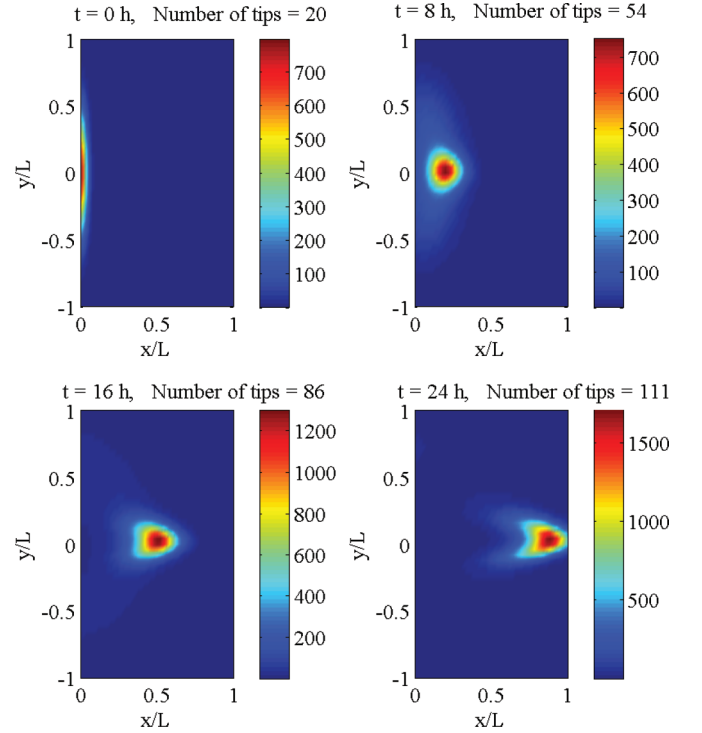 t = 0 h, Number of tips = 20
1
0.5
0
-0.5
-1
y/L
0 0.5 1
x/L
700
600
500
400
300
200
100
t = 8 h, Number of tips = 54
1
0.5
0
-0.5
-1
y/L
0 0.5 1
x/L
700
600
500
400
300
200
100
t = 16 h, Number of tips = 86
1
0.5
0
-0.5
-1
y/L
0 0.5 1
x/L
1200
1000
800
600
400
200
t = 24 h, Number of tips = 111
1
0.5
0
-0.5
-1
y/L
0 0.5 1
x/L
1500
1000
500